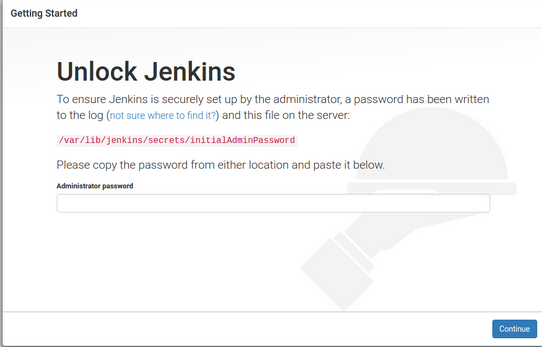 Getting Started
Unlock Jenkins
To ensure Jenkins is securely set up by the administrator, a password has been written
to the log (not sure where to find it?) and this file on the server:
/var/lib/jenkins/secrets/initialAdminPassword
Please copy the password from either location and paste it below.
Administrator password
Continue